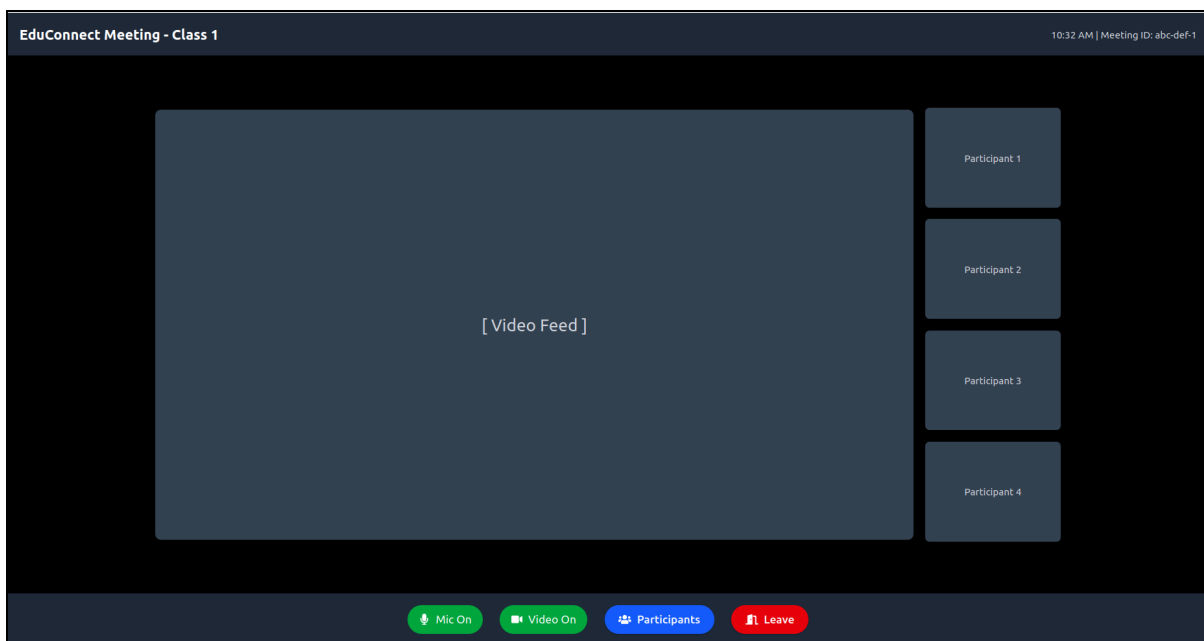 EduConnect Meeting - Class 1
10:32 AM | Meeting ID: abc-def-1
[ Video Feed ]
Participant 1
Participant 2
Participant 3
Participant 4
Mic On
Video On
Participants
Leave